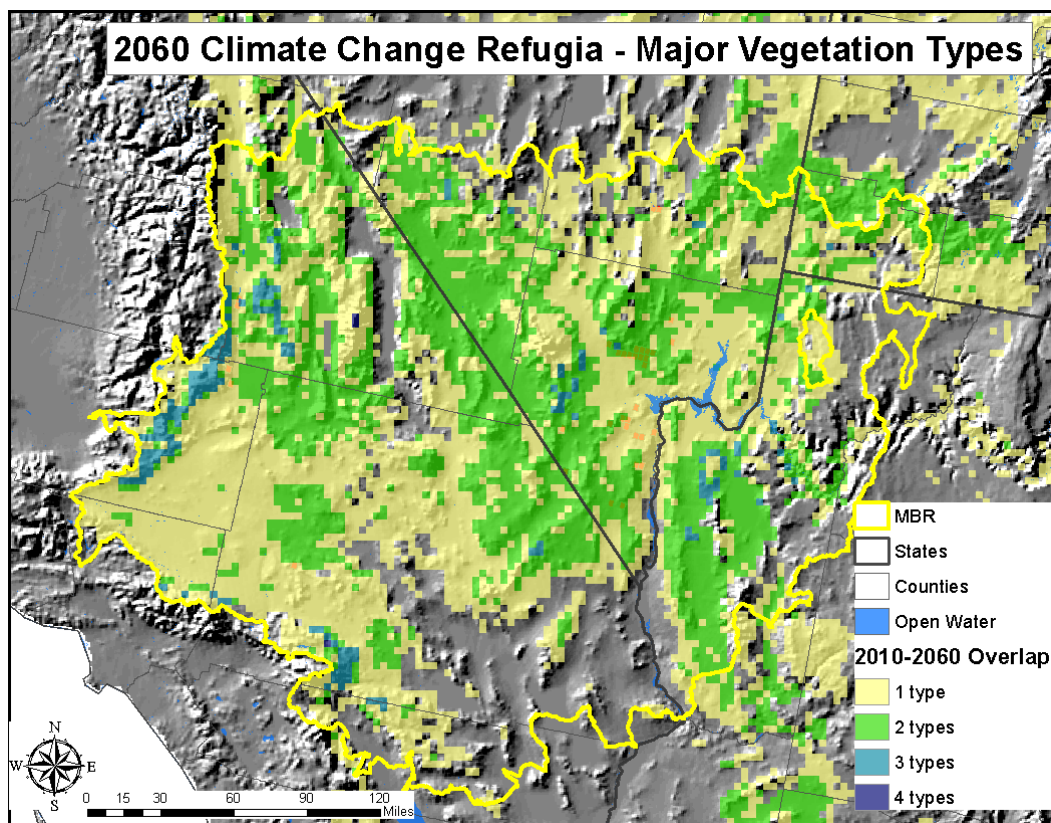 2060 Climate Change Refugia - Major Vegetation Types
MBR
States
Counties
Open Water
2010-2060 Overlap
1 type
2 types
3 types
4 types
N
W E
S
0 15 30 60 90 120
Miles